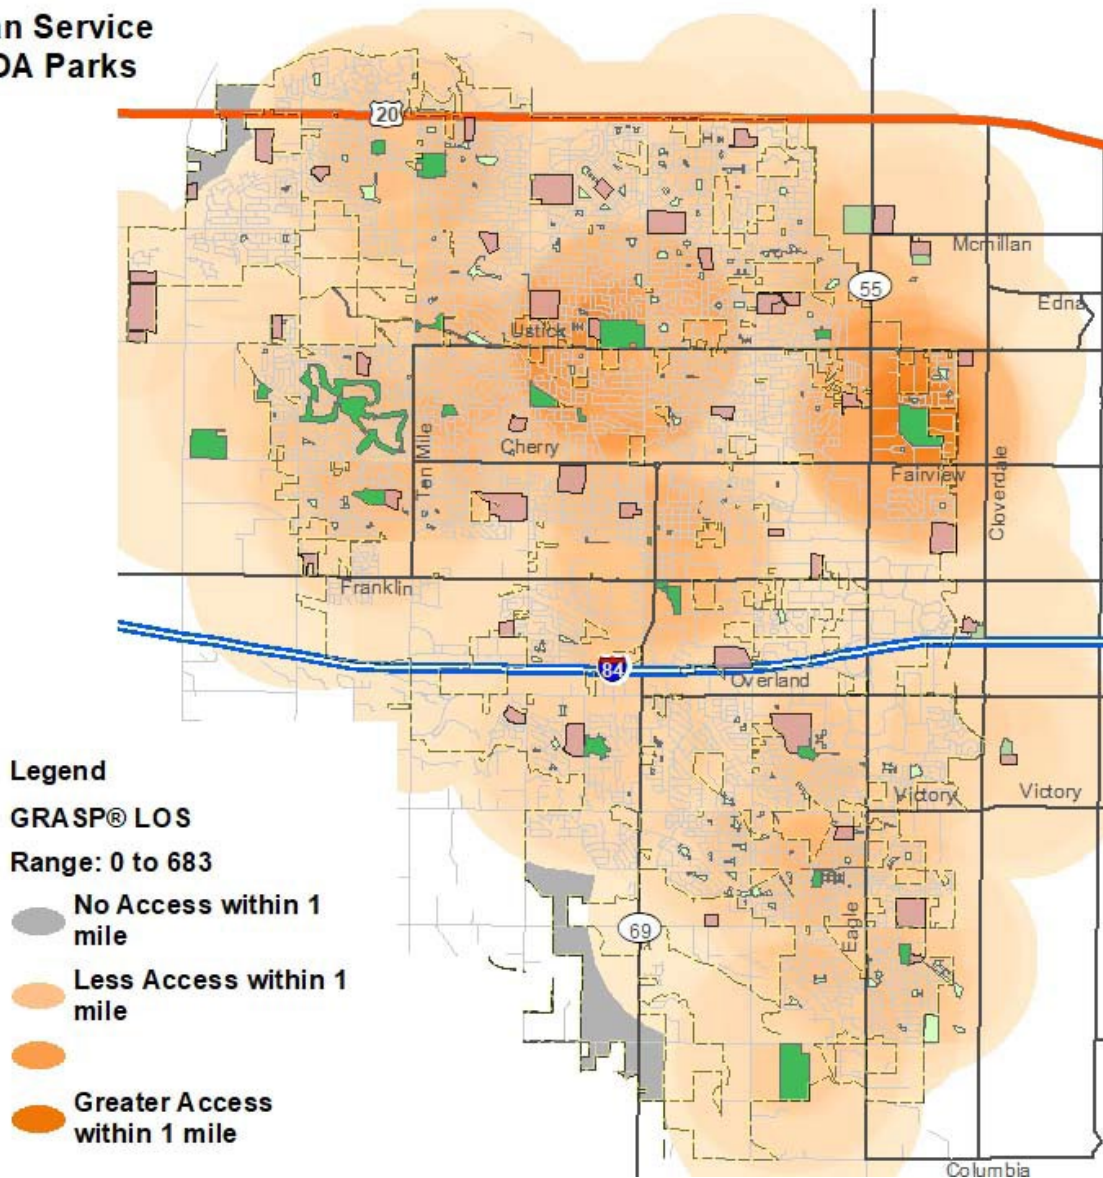 an Service
DA Parks
20
Mcmillan
55
Edna
Ustick
Ten Mile
Cherry
Fairview
Cloverdale
Franklin
84
Overland
Legend
GRASP® LOS
Range: 0 to 683
No Access within 1
mile
Less Access within 1
mile
Greater Access
within 1 mile
Victory
Victory
69
Eagle
Columbia